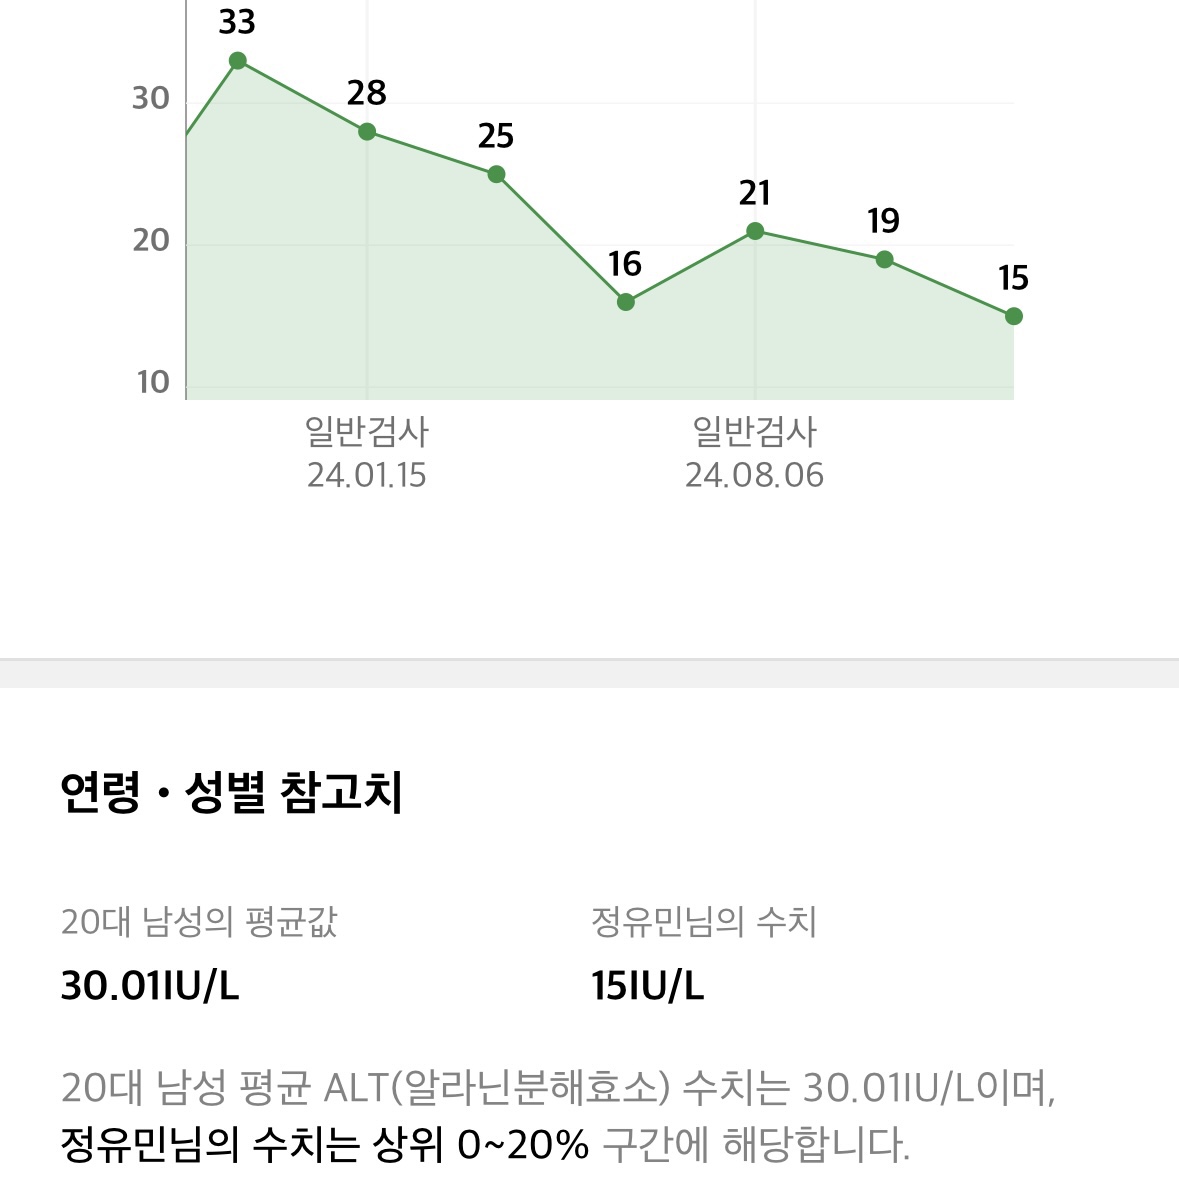 33
30
28
25
21
20
19
16
15
10
일반검사
24.01.15
일반검사
24.08.06
연령・성별 참고치
20대 남성의 평균값
30.01IU/L
정유민님의 수치
15IU/L
20대 남성 평균 ALT(알라닌분해효소) 수치는 30.01IU/L이며,
정유민님의 수치는 상위 0~20% 구간에 해당합니다.